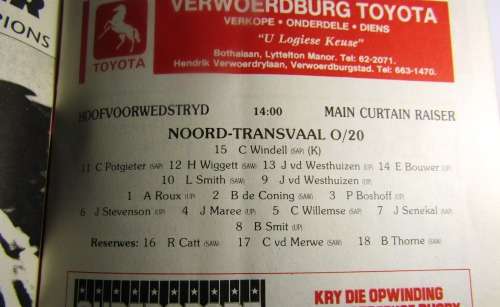 VERWOERDBURG TOYOTA
VERKOPE • ONDERDELE • DIENS
"U Logiese Keuse"
Bothalaan, Lyttelton Manor. Tel: 62-2071.
Hendrik Verwoerdrylaan, Verwoerdburgstad. Tel: 663-1470.
TOYOTA
PIONS
HOOFVOORWEDSTRYD 14:00 MAIN CURTAIN RAISER
NOORD-TRANSVAAL O/20
15 C Windell (SAP) (K)
11 C Potgieter (SAW) 12 H Wiggett (SAW) 13 J vd Westhuizen (UP) 14 E Bouwer (UP)
10 L Smith (SAW) 9 J vd Westhuizen (UP)
1 A Roux (UP) 2 B de Coning (SAW) 3 P Boshoff (UP)
6 J Stevenson (UP) 4 J Maree (UP) 5 C Willemse (SAP) 7 J Senekal (SAP)
8 B Smit (UP)
Reserwes: 16 R Catt (SAW) 17 C vd Merwe (SAW) 18 B Thorne (SAW)
KRY DIE OPWINDING